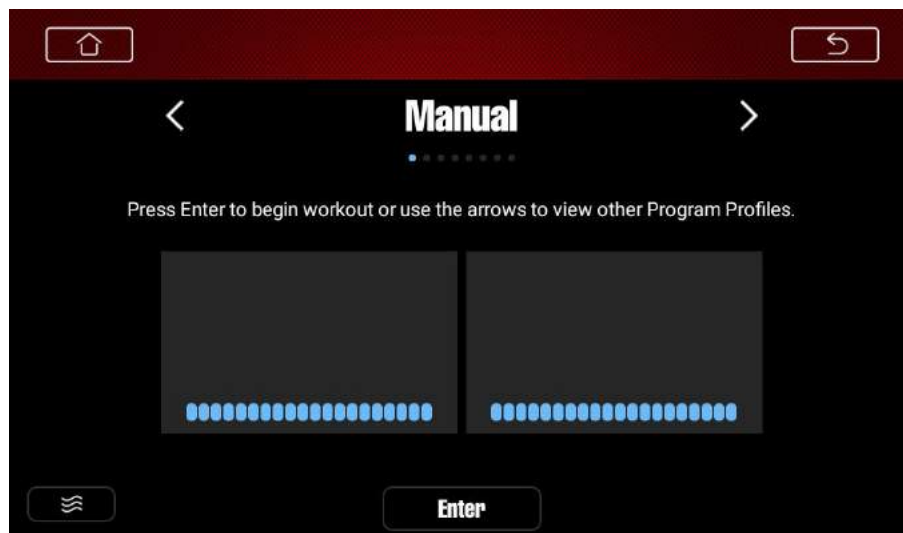 Manual
Press Enter to begin workout or use the arrows to view other Program Profiles.
Enter